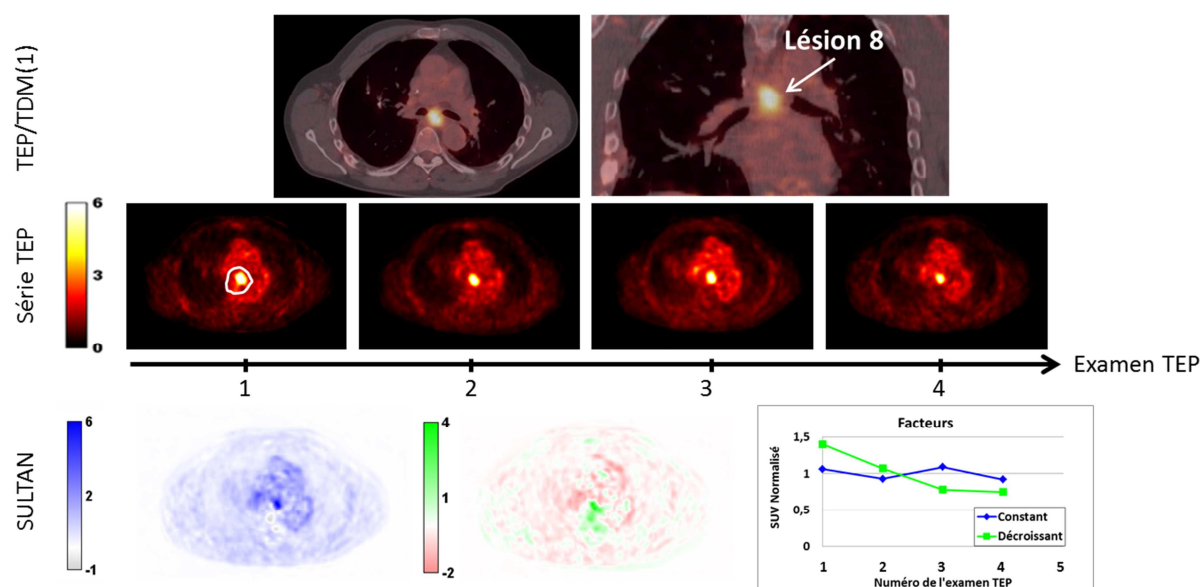 TEP/TDM(1)
Lésion 8
Série TEP
6
3
0
Examen TEP
1
2
3
4
SULTAN
6
2
-1
4
1
-2
Facteurs
SUV Normalisé
1,5
1
0,5
0
Constant
Décroissant
1
2
3
4
5
Numéro de l'examen TEP